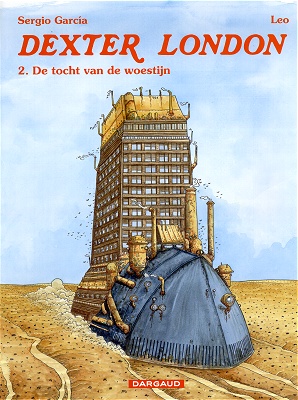 Sergio García Leo
DEXTER LONDON
2. De tocht van de woestijn
DARGAUD